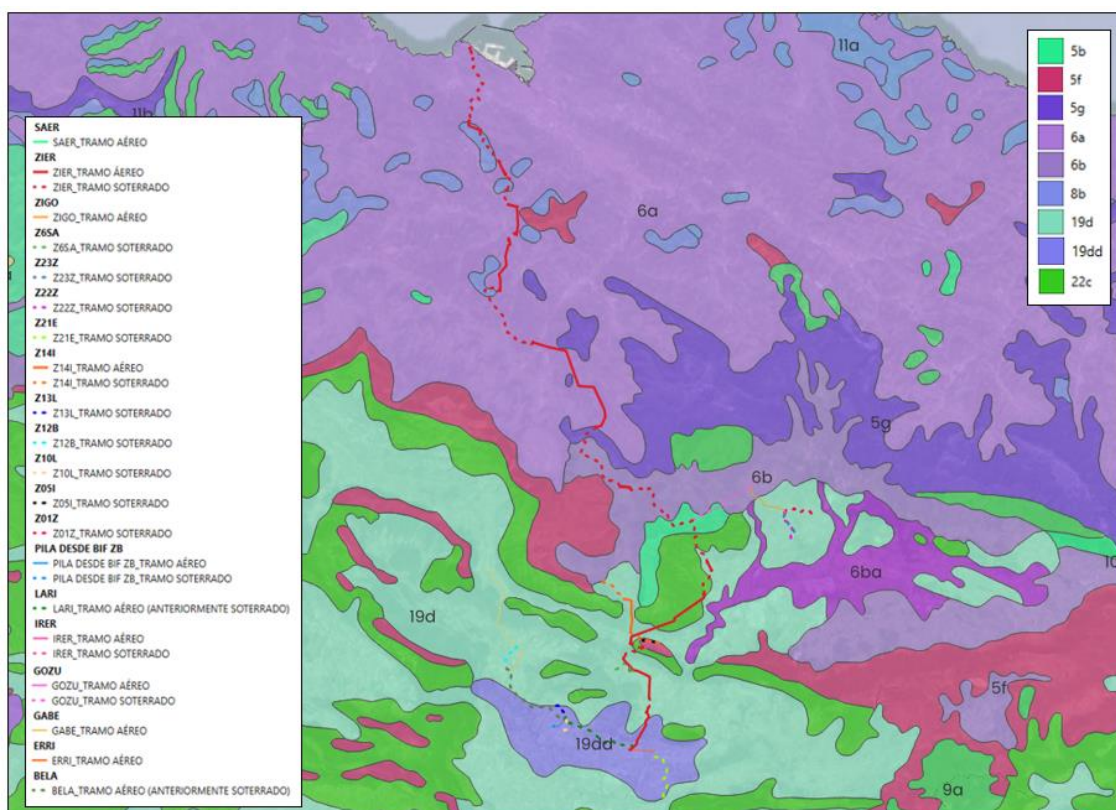 11a
11b
6a
5g
6b
10
6ba
19d
5f
19dd
9a
SAER
SAER_TRAMO AÉREO
ZIER
ZIER_TRAMO ÁEREO
ZIER_TRAMO SOTERRADO
ZIGO
ZIGO_TRAMO AÉREO
Z6SA
Z6SA_TRAMO SOTERRADO
Z23Z
Z23Z_TRAMO SOTERRADO
Z22Z
Z22Z_TRAMO SOTERRADO
Z21E
Z21E_TRAMO SOTERRADO
Z14I
Z14I_TRAMO AÉREO
Z14I_TRAMO SOTERRADO
Z13L
Z13L_TRAMO SOTERRADO
Z12B
Z12B_TRAMO SOTERRADO
Z10L
Z10L_TRAMO SOTERRADO
Z05I
Z05I_TRAMO SOTERRADO
Z01Z
Z01Z_TRAMO SOTERRADO
PILA DESDE BIF ZB
PILA DESDE BIF ZB_TRAMO AÉREO
PILA DESDE BIF ZB_TRAMO SOTERRADO
LARI
LARI_TRAMO AÉREO (ANTERIORMENTE SOTERRADO)
IRER
IRER_TRAMO AÉREO
IRER_TRAMO SOTERRADO
GOZU
GOZU_TRAMO AÉREO
GOZU_TRAMO SOTERRADO
GABE
GABE_TRAMO AÉREO
ERRI
ERRI_TRAMO AÉREO
BELA
BELA_TRAMO AÉREO (ANTERIORMENTE SOTERRADO)
5b
5f
5g
6a
6b
8b
19d
19dd
22c